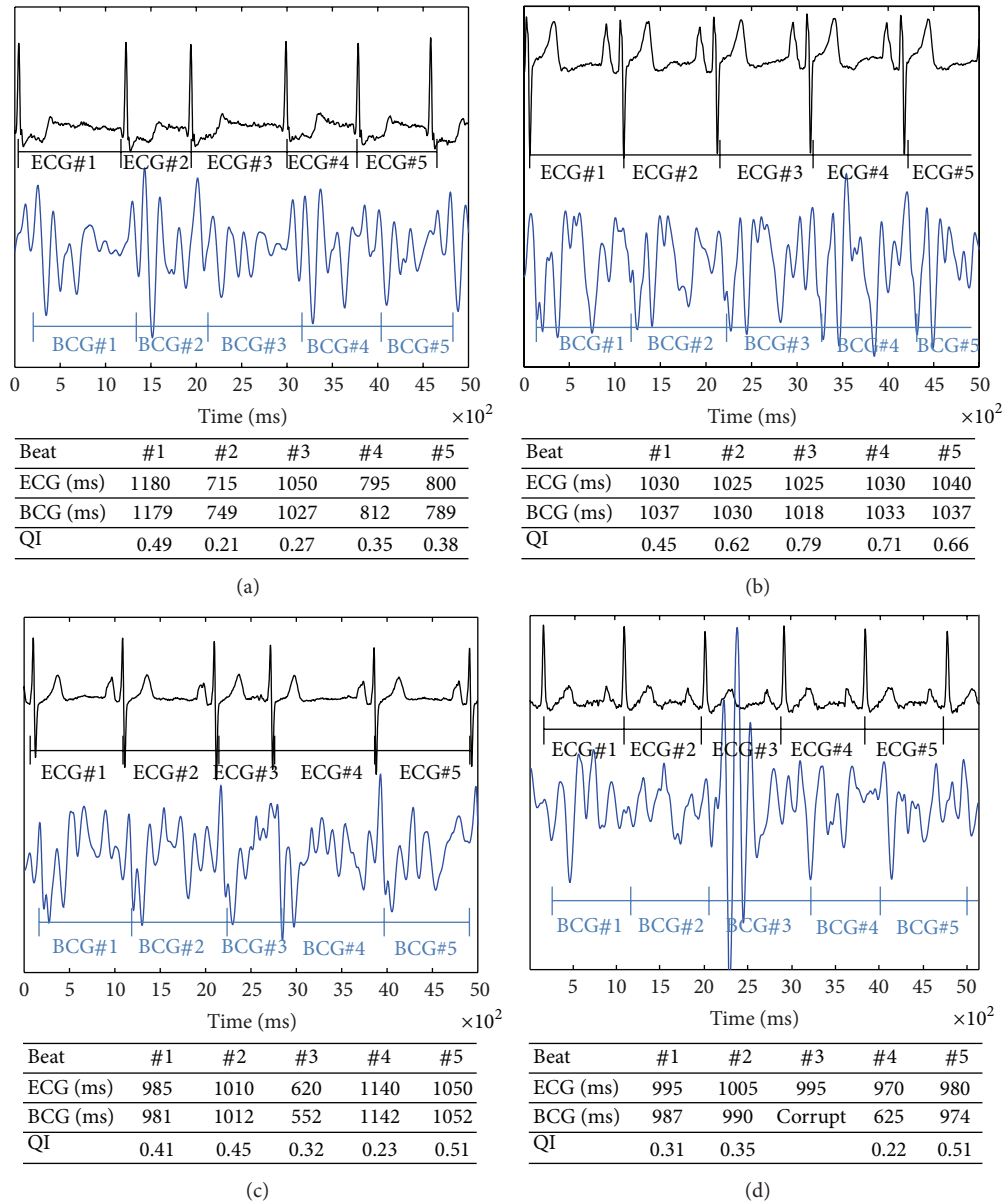 ECG#1 ECG#2 ECG#3 ECG#4 ECG#5
BCG#1 BCG#2 BCG#3 BCG#4 BCG#5
0 5 10 15 20 25 30 35 40 45 50
Time (ms) ×10²
Beat #1 #2 #3 #4 #5
ECG (ms) 1180 715 1050 795 800
BCG (ms) 1179 749 1027 812 789
QI 0.49 0.21 0.27 0.35 0.38
(a)
ECG#1 ECG#2 ECG#3 ECG#4 ECG#5
BCG#1 BCG#2 BCG#3 BCG#4 BCG#5
0 5 10 15 20 25 30 35 40 45 50
Time (ms) ×10²
Beat #1 #2 #3 #4 #5
ECG (ms) 1030 1025 1025 1030 1040
BCG (ms) 1037 1030 1018 1033 1037
QI 0.45 0.62 0.79 0.71 0.66
(b)
ECG#1 ECG#2 ECG#3 ECG#4 ECG#5
BCG#1 BCG#2 BCG#3 BCG#4 BCG#5
0 5 10 15 20 25 30 35 40 45 50
Time (ms) ×10²
Beat #1 #2 #3 #4 #5
ECG (ms) 985 1010 620 1140 1050
BCG (ms) 981 1012 552 1142 1052
QI 0.41 0.45 0.32 0.23 0.51
(c)
ECG#1 ECG#2 ECG#3 ECG#4 ECG#5
BCG#1 BCG#2 BCG#3 BCG#4 BCG#5
5 10 15 20 25 30 35 40 45 50
Time (ms) ×10²
Beat #1 #2 #3 #4 #5
ECG (ms) 995 1005 995 970 980
BCG (ms) 987 990 Corrupt 625 974
QI 0.31 0.35 0.22 0.51
(d)